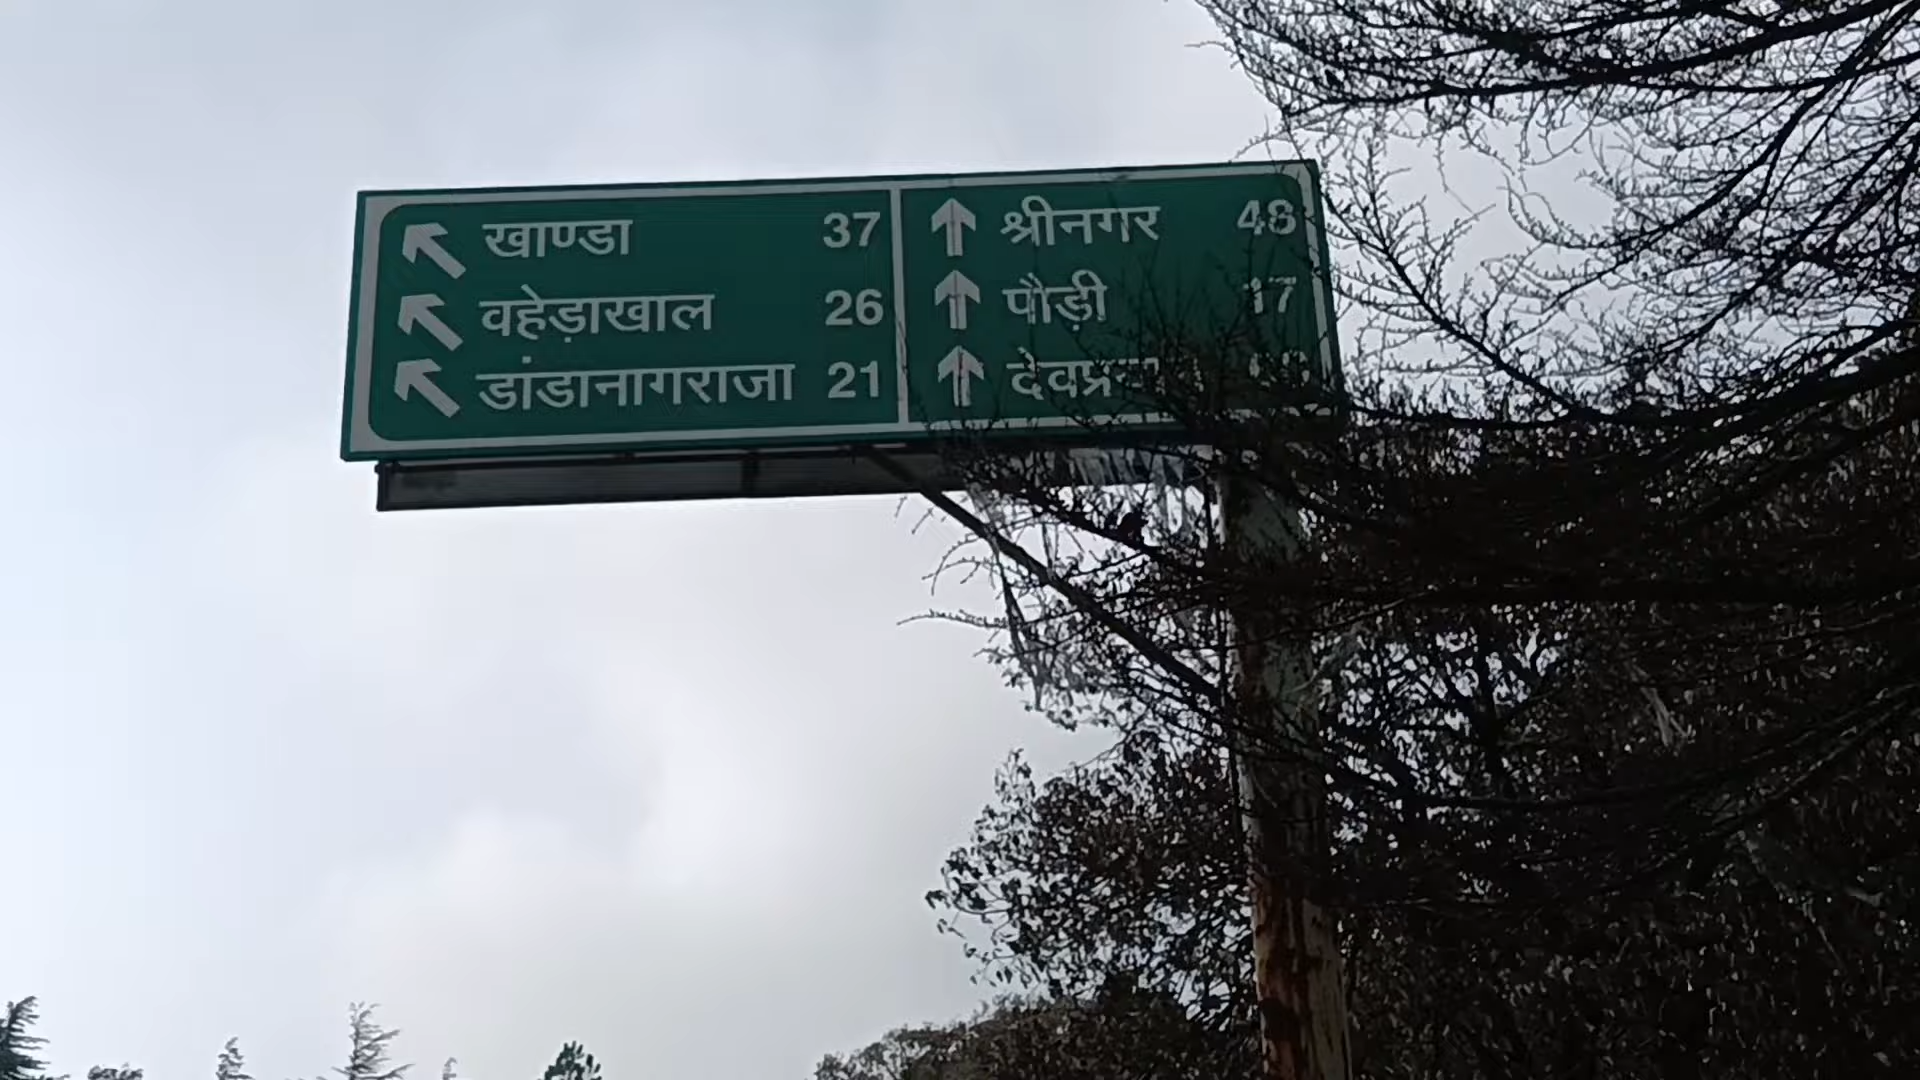 खाण्डा 37
वहेड़ाखाल 26
डांडानागराजा 21
श्रीनगर 48
पौड़ी 17